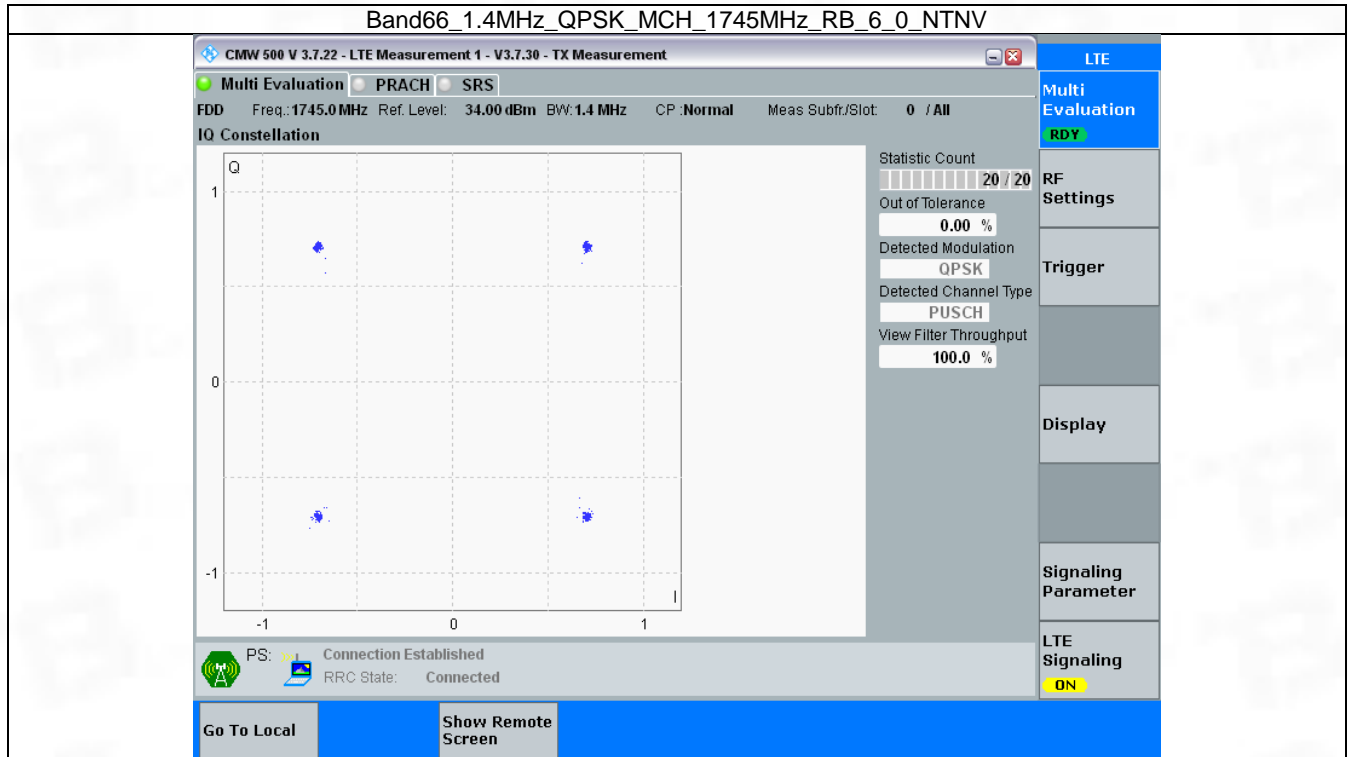 Band66_1.4MHz_QPSK_MCH_1745MHz_RB_6_0_NTNV
CMW 500 V 3.7.22 - LTE Measurement 1 - V3.7.30 - TX Measurement
LTE
Multi Evaluation PRACH SRS
Multi
Evaluation
RDY
FDD Freq.:1745.0 MHz Ref. Level: 34.00 dBm BW:1.4 MHz CP :Normal Meas Subfr./Slot: 0 / All
IQ Constellation
Q
1
0
-1
I
-1 0 1
Statistic Count
20 / 20
Out of Tolerance
0.00 %
Detected Modulation
QPSK
Detected Channel Type
PUSCH
View Filter Throughput
100.0 %
RF
Settings
Trigger
Display
Signaling
Parameter
LTE
Signaling
ON
PS: Connection Established
RRC State: Connected
Go To Local
Show Remote
Screen